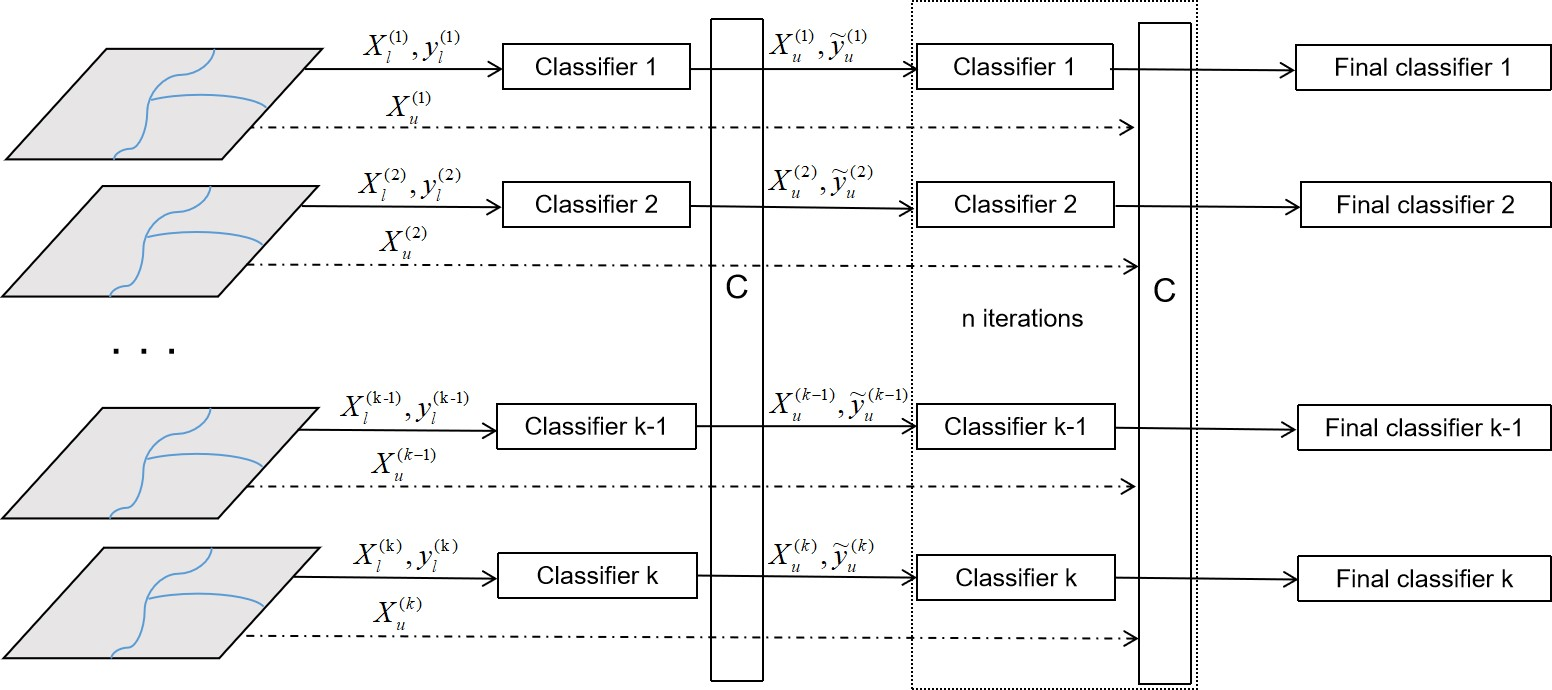 X_l^(1), y_l^(1)
Classifier 1
X_u^(1), ỹ_u^(1)
Classifier 1
Final classifier 1
X_u^(1)
X_l^(2), y_l^(2)
Classifier 2
X_u^(2), ỹ_u^(2)
Classifier 2
Final classifier 2
X_u^(2)
C
C
n iterations
. . .
X_l^(k-1), y_l^(k-1)
Classifier k-1
X_u^(k−1), ỹ_u^(k−1)
Classifier k-1
Final classifier k-1
X_u^(k−1)
X_l^(k), y_l^(k)
Classifier k
X_u^(k), ỹ_u^(k)
Classifier k
Final classifier k
X_u^(k)